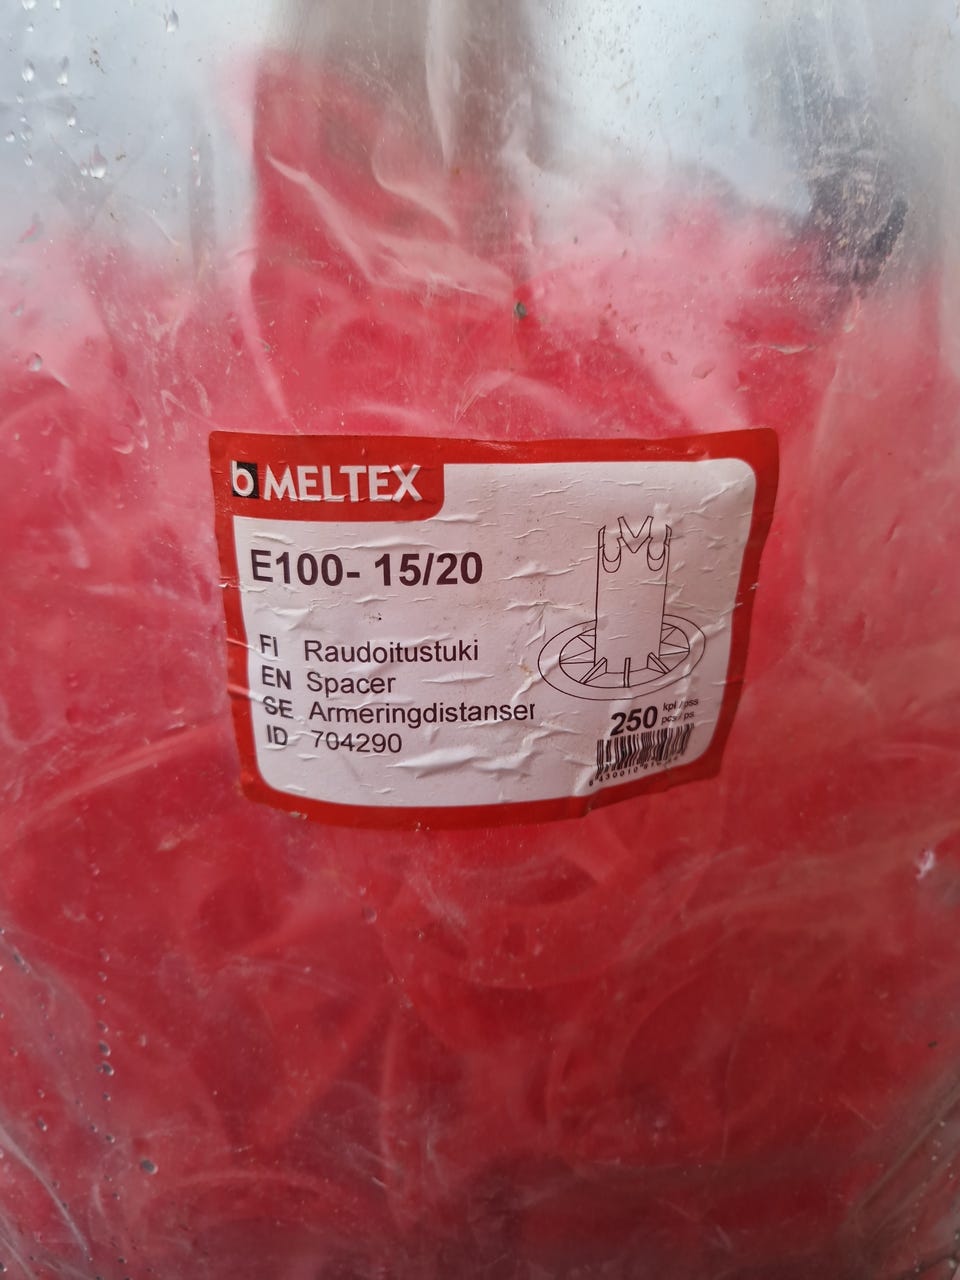 b MELTEX
E100- 15/20
FI Raudoitustuki
EN Spacer
SE Armeringdistanser
ID 704290
250 kpl / pss
pcs / ps